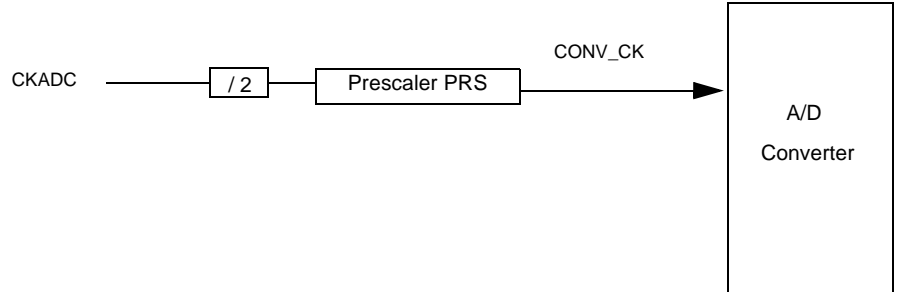 CONV_CK
CKADC
/ 2
Prescaler PRS
A/D
Converter